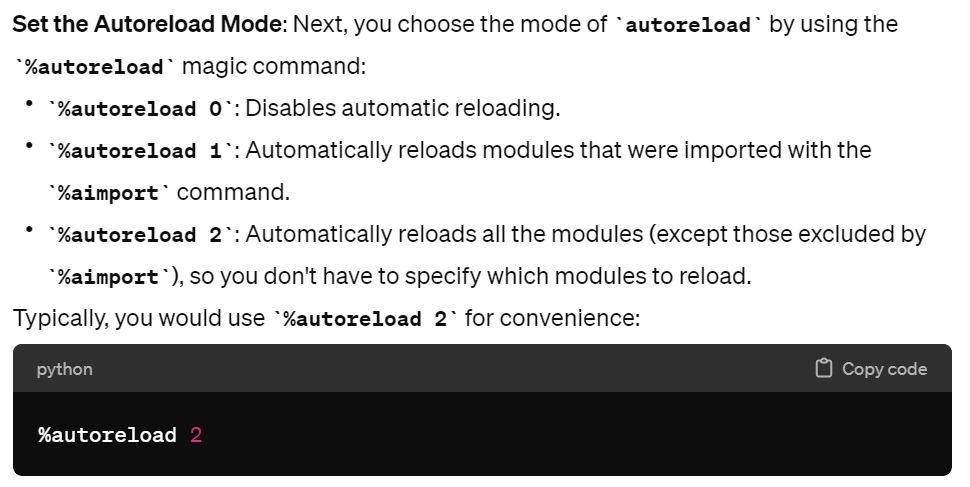 Set the Autoreload Mode: Next, you choose the mode of `autoreload` by using the
`%autoreload` magic command:
• `%autoreload 0`: Disables automatic reloading.
• `%autoreload 1`: Automatically reloads modules that were imported with the
`%aimport` command.
• `%autoreload 2`: Automatically reloads all the modules (except those excluded by
`%aimport`), so you don't have to specify which modules to reload.
Typically, you would use `%autoreload 2` for convenience:
python Copy code
%autoreload 2